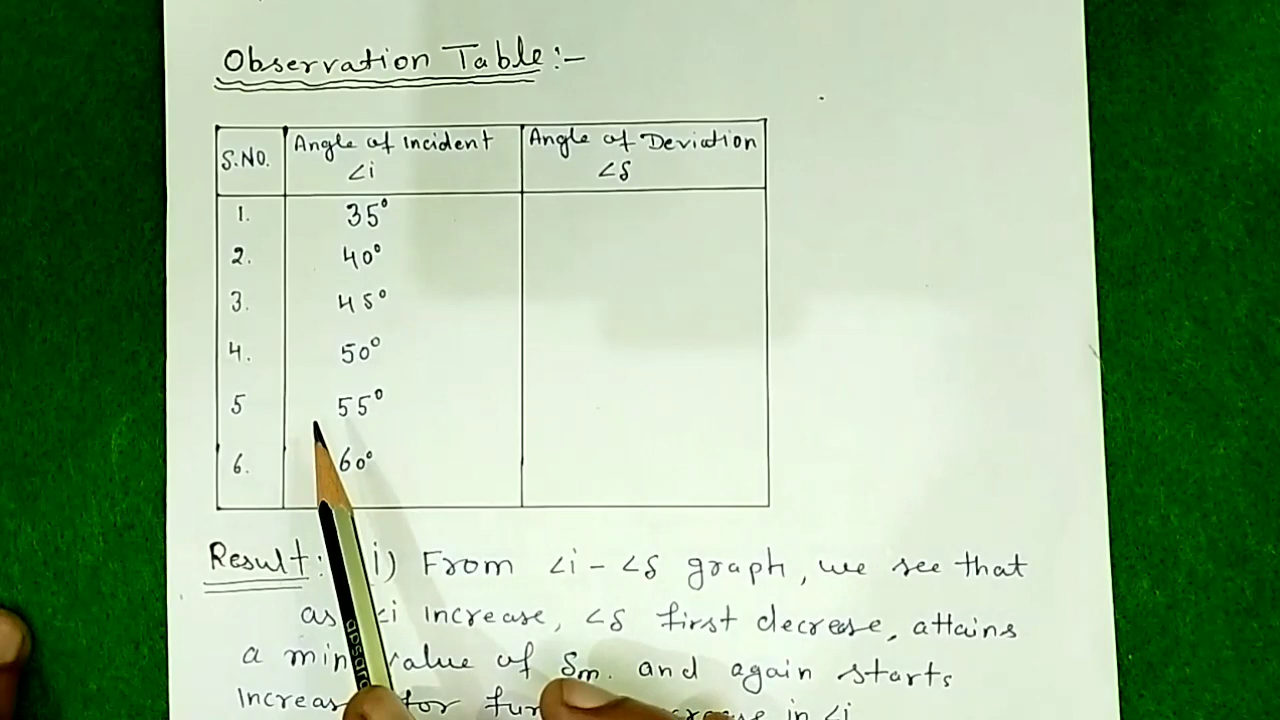 Observation Table :-
S.NO. Angle of Incident ∠i Angle of Deviation ∠δ
1. 35°
2. 40°
3. 45°
4. 50°
5 55°
6. 60°
Result: (i) From ∠i - ∠δ graph, we see that
as ∠i increase, ∠δ first decrease, attains
a min value of δm. and again starts
for in ∠i
apsara